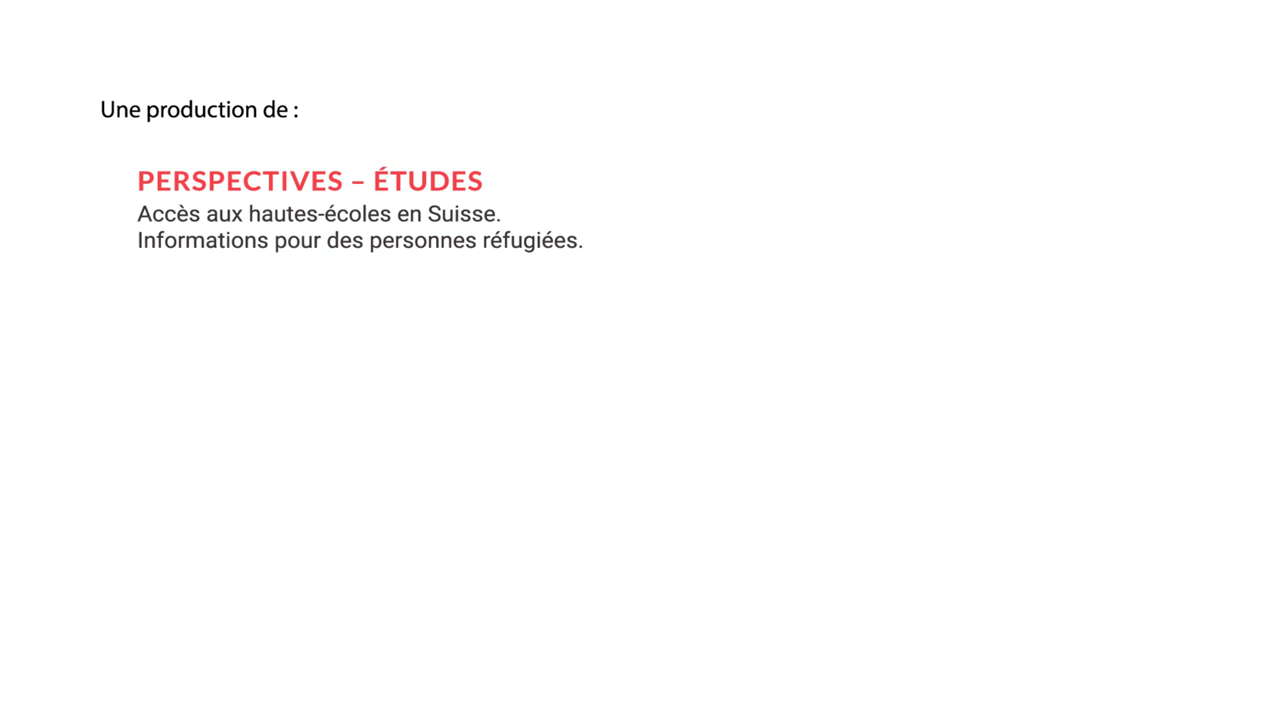 Une production de :
PERSPECTIVES – ÉTUDES
Accès aux hautes-écoles en Suisse.
Informations pour des personnes réfugiées.